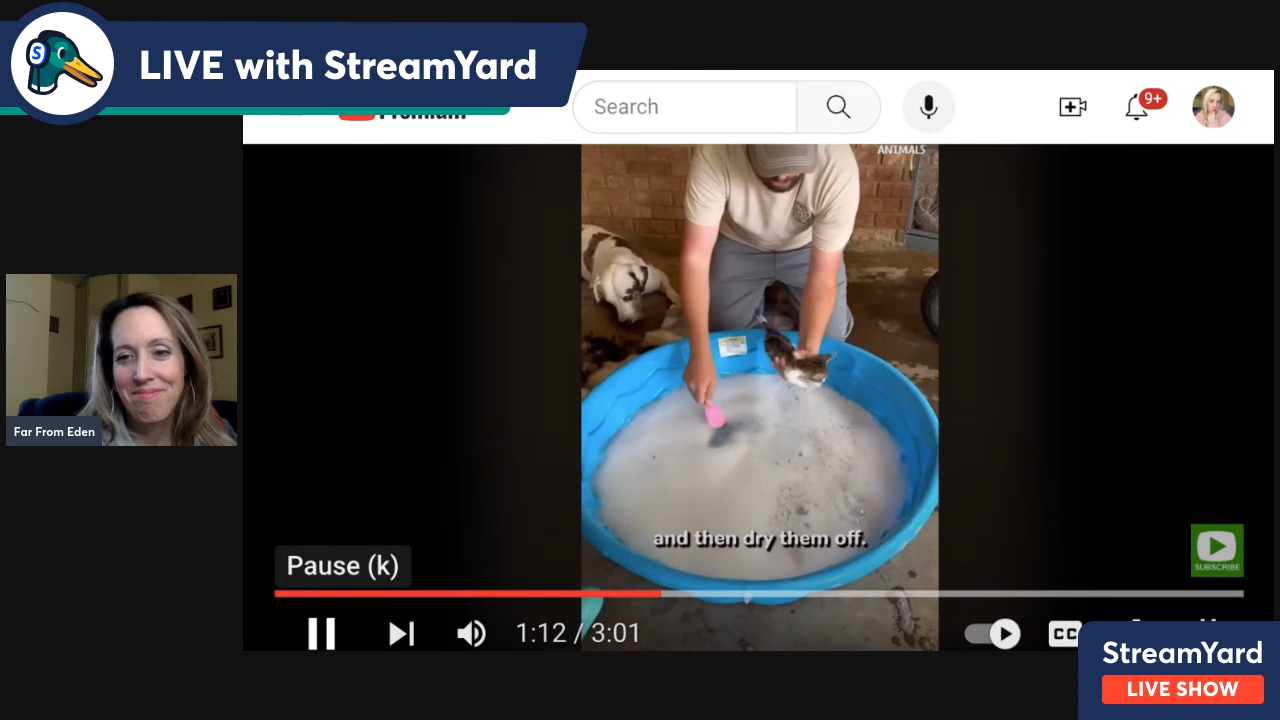 S
LIVE with StreamYard
Premium
Search
9+
ANIMALS
Far From Eden
and then dry them off.
SUBSCRIBE
Pause (k)
1:12 / 3:01
CC
StreamYard
LIVE SHOW